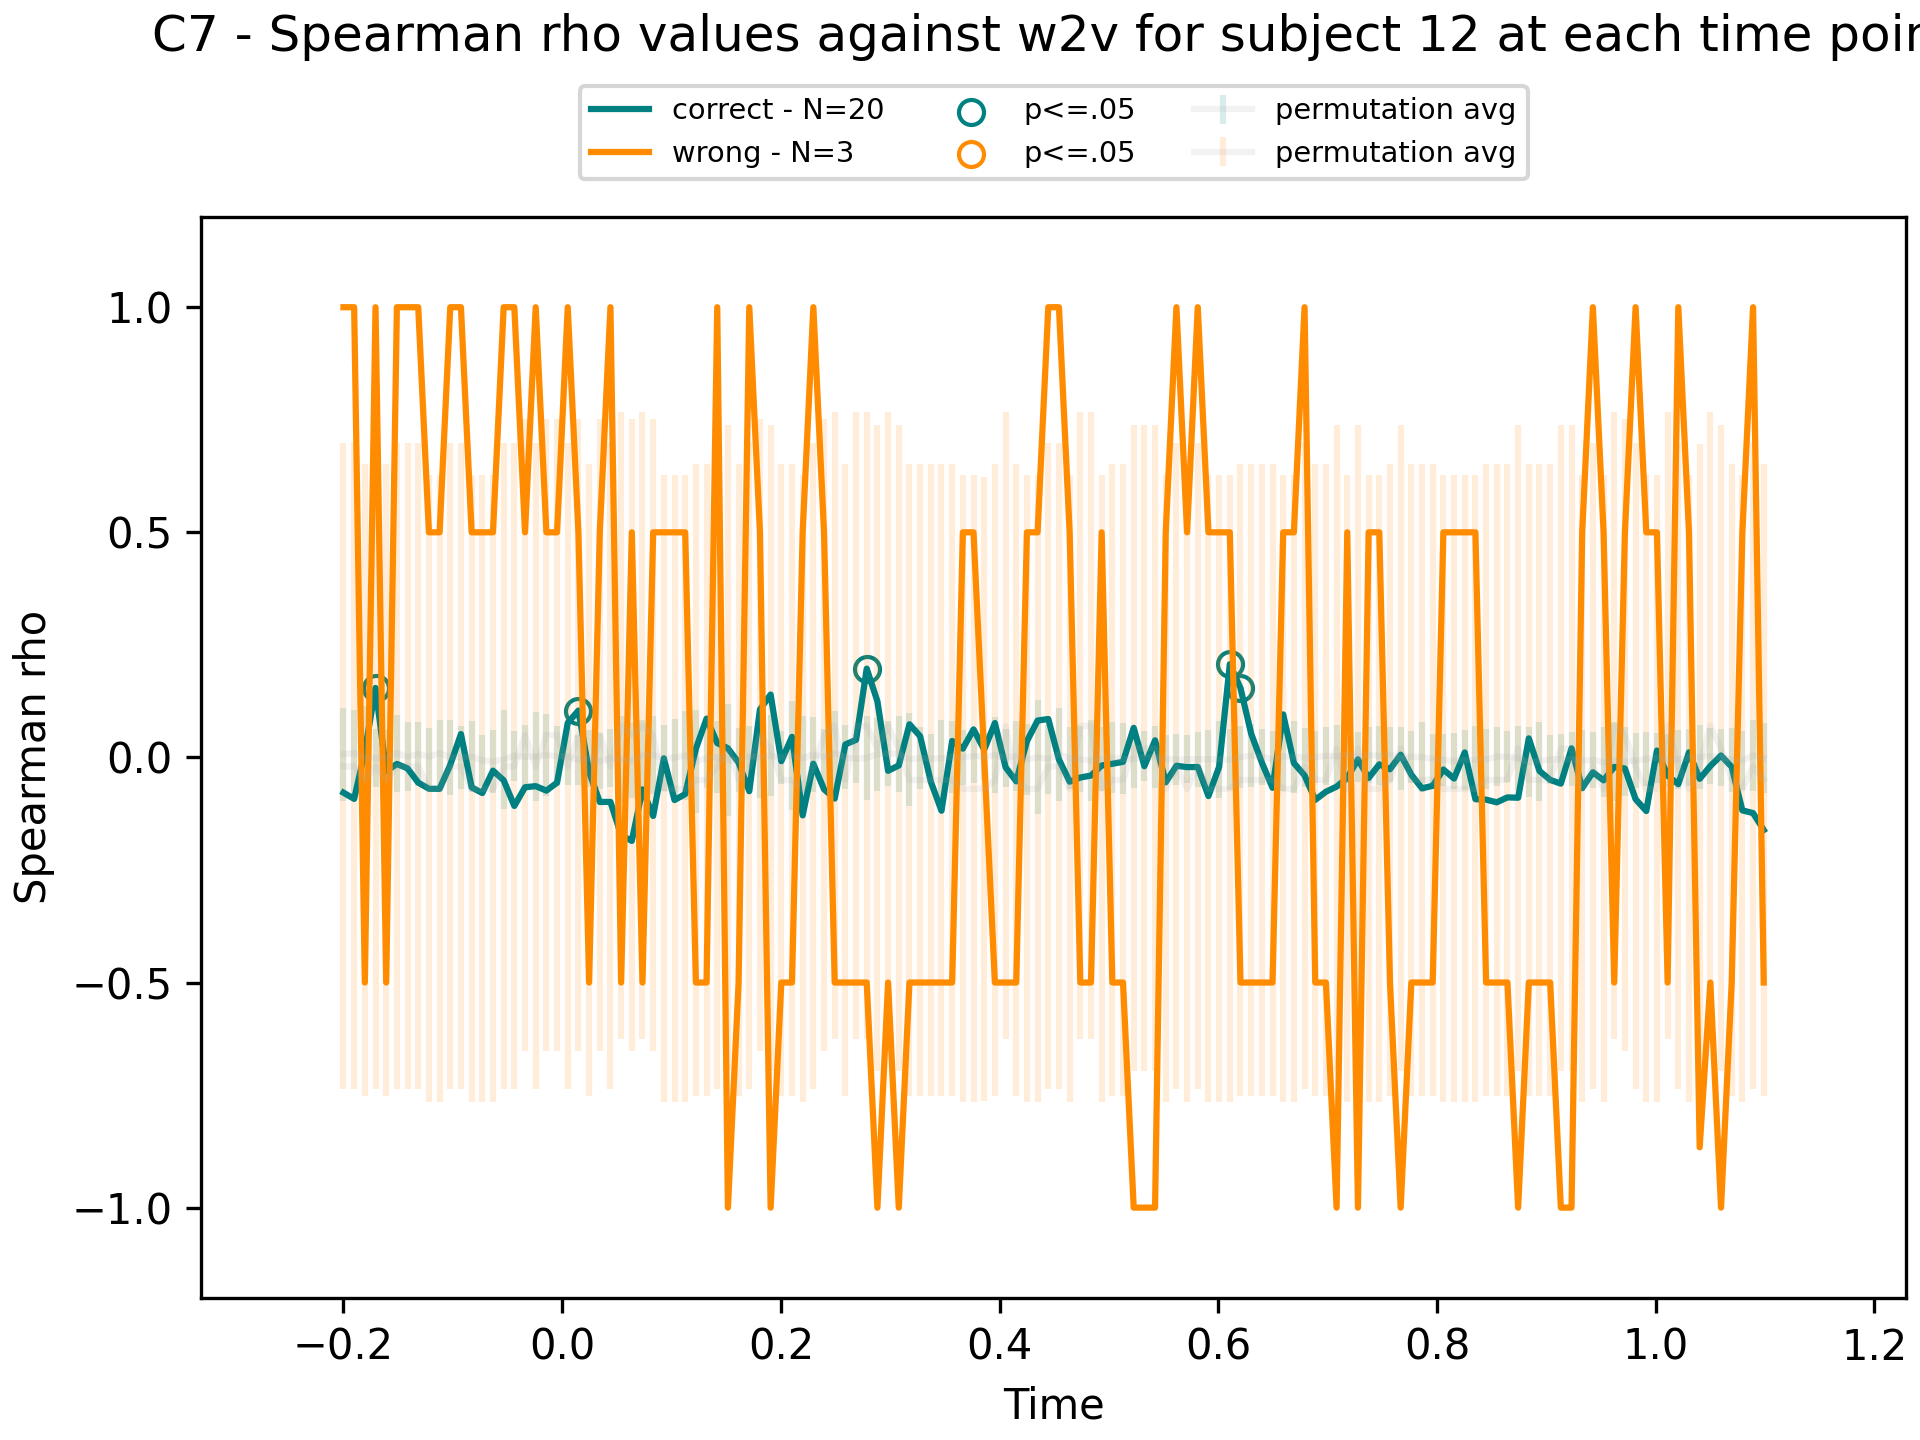 C7 - Spearman rho values against w2v for subject 12 at each time
correct - N=20
wrong - N=3
p<=.05
p<=.05
permutation avg
permutation avg
Spearman rho
1.0
0.5
0.0
−0.5
−1.0
−0.2
0.0
0.2
0.4
0.6
0.8
1.0
1.2
Time